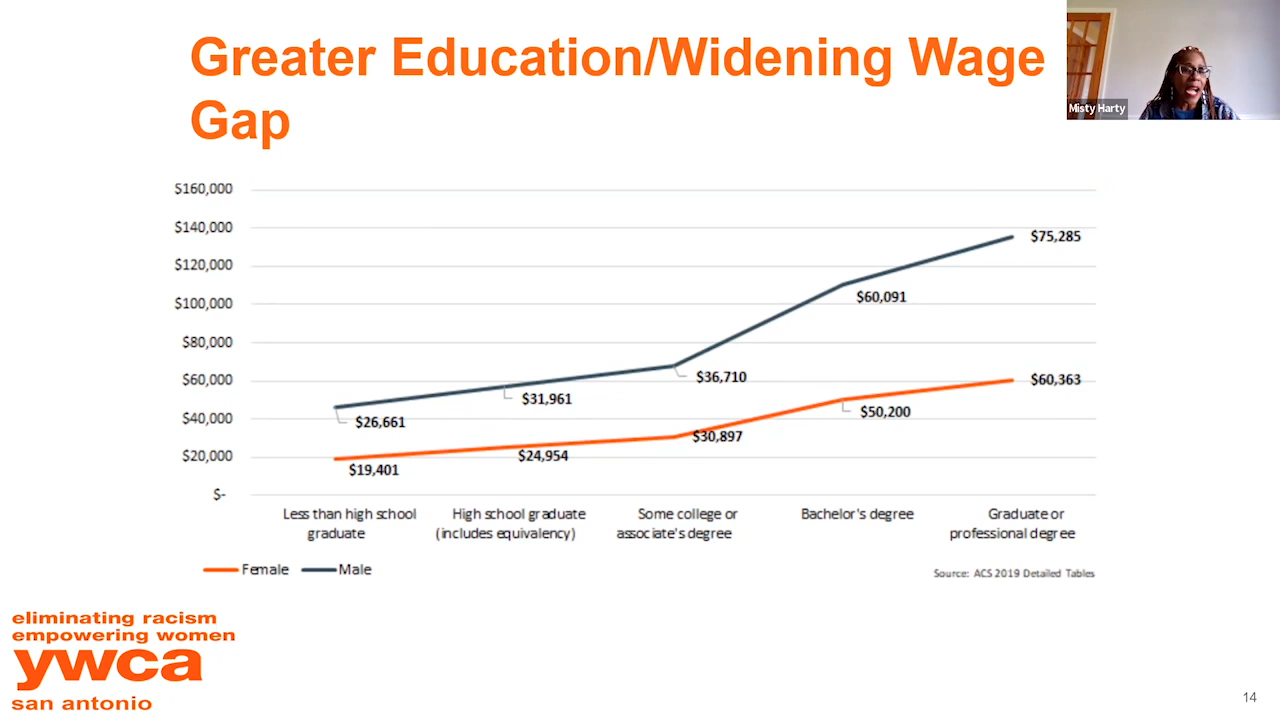 Greater Education/Widening Wage
Gap
Misty Harty
$160,000
$140,000
$120,000
$100,000
$80,000
$60,000
$40,000
$20,000
$-
$75,285
$60,091
$36,710
$31,961
$26,661
$60,363
$50,200
$30,897
$24,954
$19,401
Less than high school
graduate
High school graduate
(includes equivalency)
Some college or
associate's degree
Bachelor's degree
Graduate or
professional degree
Female
Male
Source: ACS 2019 Detailed Tables
eliminating racism
empowering women
ywca
san antonio
14